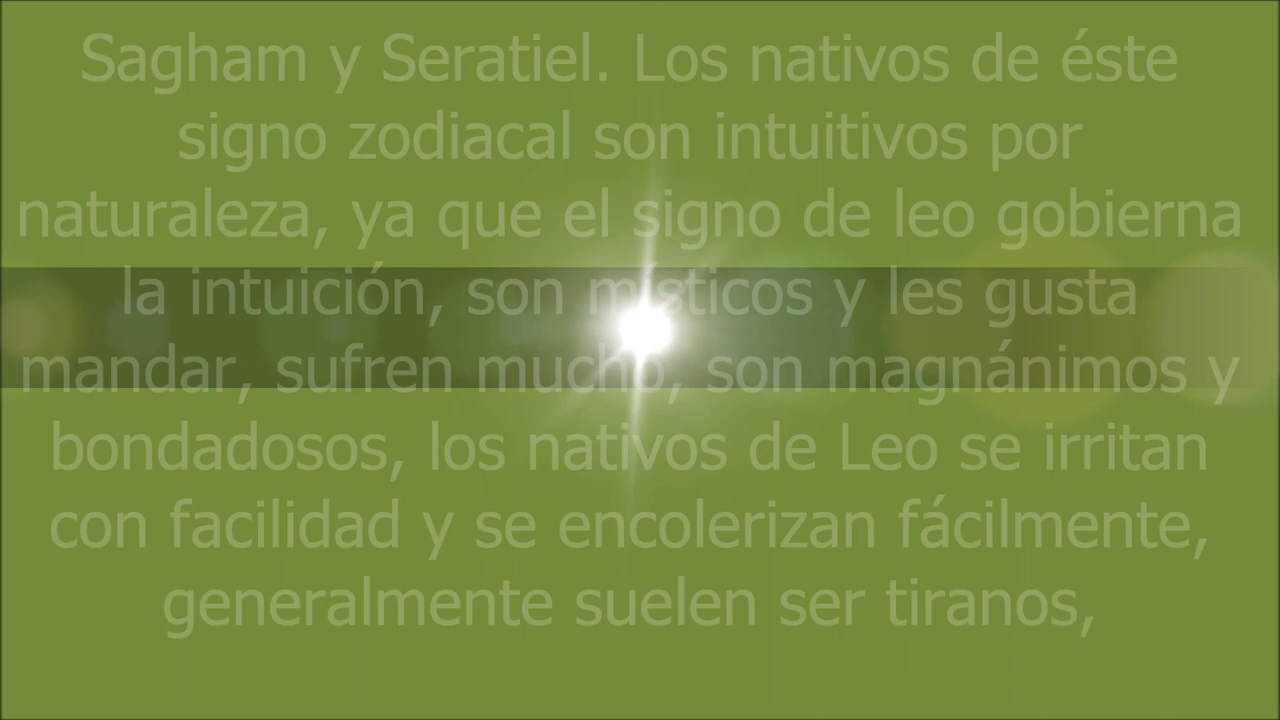 Sagham y Seratiel. Los nativos de éste
signo zodiacal son intuitivos por
naturaleza, ya que el signo de leo gobierna
la intuición, son místicos y les gusta
mandar, sufren mucho, son magnánimos y
bondadosos, los nativos de Leo se irritan
con facilidad y se encolerizan fácilmente,
generalmente suelen ser tiranos,